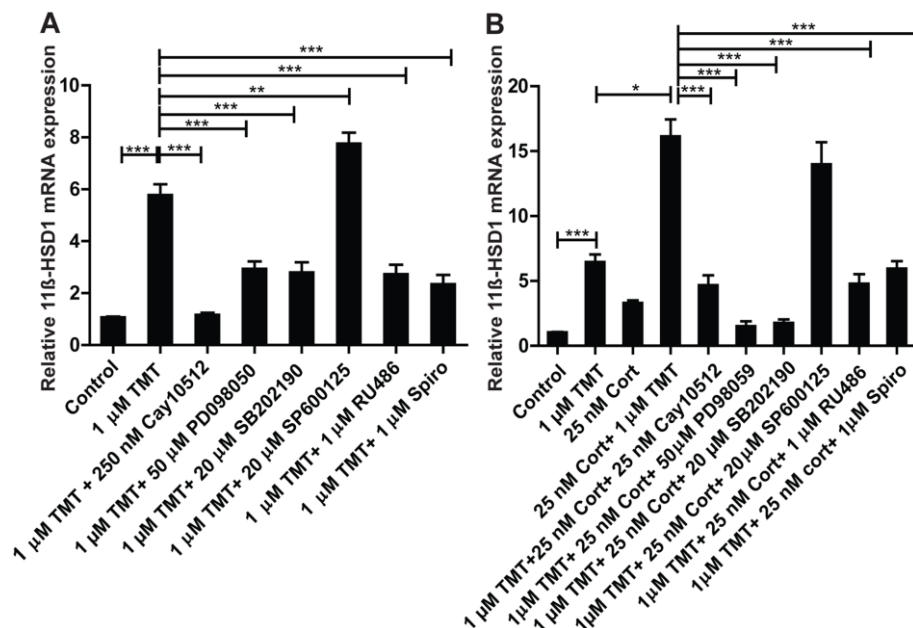 A
Relative 11ß-HSD1 mRNA expression
10
8
6
4
2
0
***
***
**
***
***
***
***
Control
1 µM TMT
1 µM TMT + 250 nM Cay10512
1 µM TMT+ 50 µM PD098050
1 µM TMT+ 20 µM SB202190
1 µM TMT+ 20 µM SP600125
1 µM TMT+ 1 µM RU486
1 µM TMT+ 1 µM Spiro
B
Relative 11ß-HSD1 mRNA expression
20
15
10
5
0
***
***
***
***
***
*
***
Control
1 µM TMT
25 nM Cort
25 nM Cort+ 1 µM TMT
1 µM TMT+25 nM Cort+ 25 nM Cay10512
1µM TMT+ 25 nM Cort+ 50µM PD98059
1 µM TMT+ 25 nM Cort+ 20 µM SB202190
1µM TMT+ 25 nM Cort+ 20 µM SP600125
1µM TMT+ 25 nM Cort+ 1 µM RU486
1µM TMT+ 25 nM cort+ 1µM Spiro